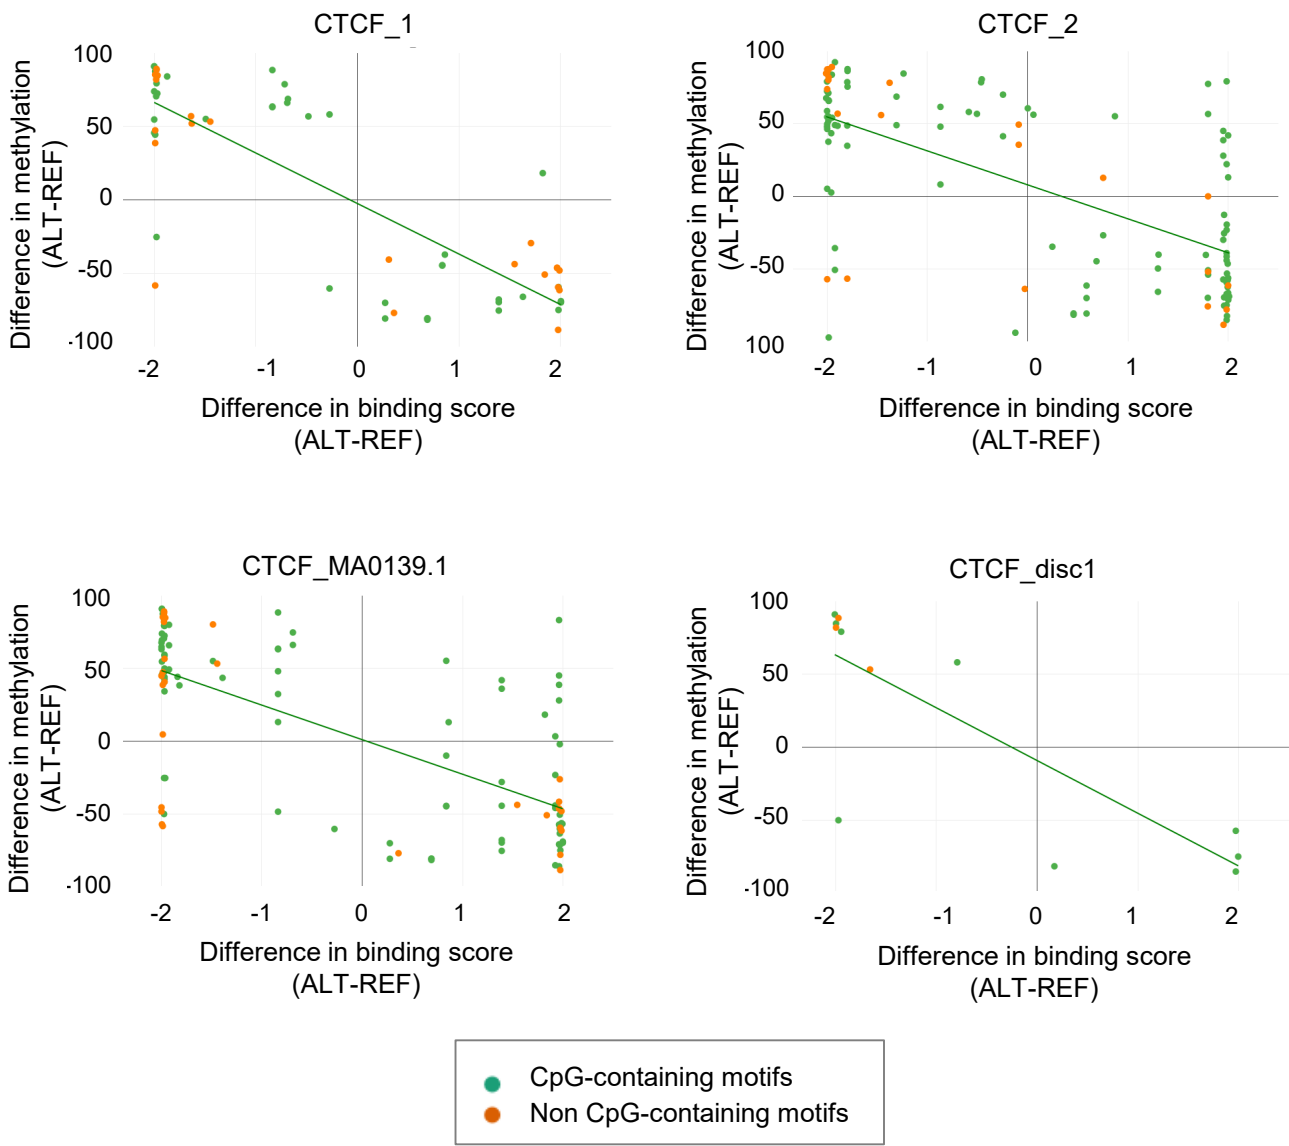 CTCF_1
100
50
0
-50
-100
Difference in methylation
(ALT-REF)
-2
-1
0
1
2
Difference in binding score
(ALT-REF)
CTCF_2
100
50
0
-50
100
Difference in methylation
(ALT-REF)
-2
-1
0
1
2
Difference in binding score
(ALT-REF)
CTCF_MA0139.1
100
50
0
-50
-100
Difference in methylation
(ALT-REF)
-2
-1
0
1
2
Difference in binding score
(ALT-REF)
CTCF_disc1
100
50
0
-50
-100
Difference in methylation
(ALT-REF)
-2
-1
0
1
2
Difference in binding score
(ALT-REF)
CpG-containing motifs
Non CpG-containing motifs